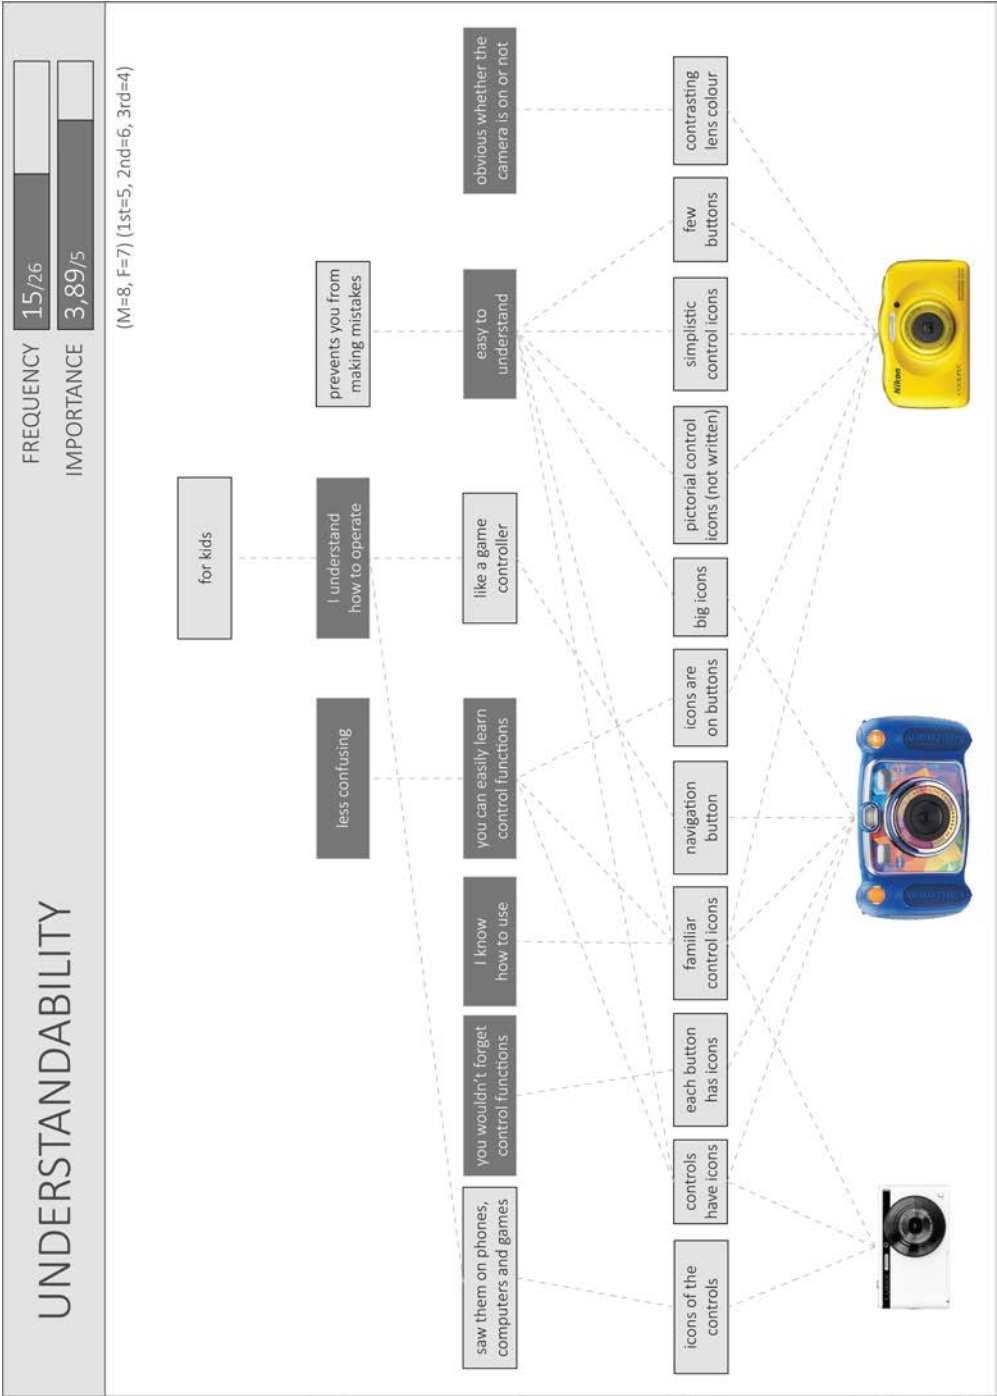 UNDERSTANDABILITY
FREQUENCY
15/26
IMPORTANCE
3,89/5
(M=8, F=7) (1st=5, 2nd=6, 3rd=4)
for kids
less confusing
I understand
how to operate
prevents you from
making mistakes
saw them on phones,
computers and games
you wouldn't forget
control functions
I know
how to use
you can easily learn
control functions
like a game
controller
easy to
understand
obvious whether the
camera is on or not
icons of the
controls
controls
have icons
each button
has icons
familiar
control icons
navigation
button
icons are
on buttons
big icons
pictorial control
icons (not written)
simplistic
control icons
few
buttons
contrasting
lens colour
Nikon
COOLPIX